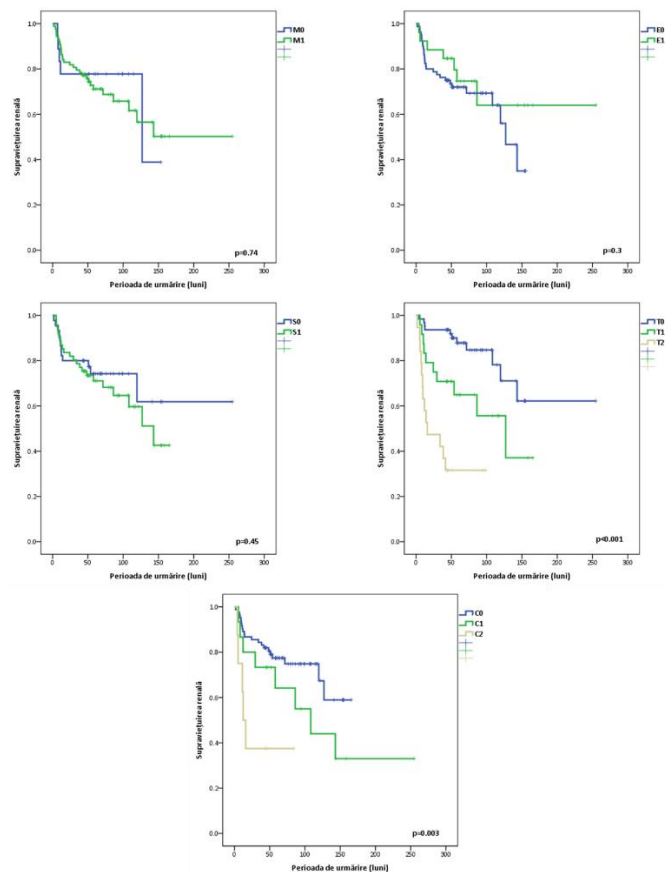 M0
M1
1.0
0.8
0.6
0.4
0.2
0.0
Supraviețuirea renală
0 50 100 150 200 250 300
Perioada de urmărire [luni]
p=0.74
E0
E1
1.0
0.8
0.6
0.4
0.2
0.0
Supraviețuirea renală
0 50 100 150 200 250 300
Perioada de urmărire [luni]
p=0.3
S0
S1
1.0
0.8
0.6
0.4
0.2
0.0
Supraviețuirea renală
0 50 100 150 200 250 300
Perioada de urmărire [luni]
p=0.45
T0
T1
T2
1.0
0.8
0.6
0.4
0.2
0.0
Supraviețuirea renală
0 50 100 150 200 250 300
Perioada de urmărire [luni]
p<0.001
C0
C1
C2
1.0
0.8
0.6
0.4
0.2
0.0
Supraviețuirea renală
0 50 100 150 200 250 300
Perioada de urmărire [luni]
p=0.003